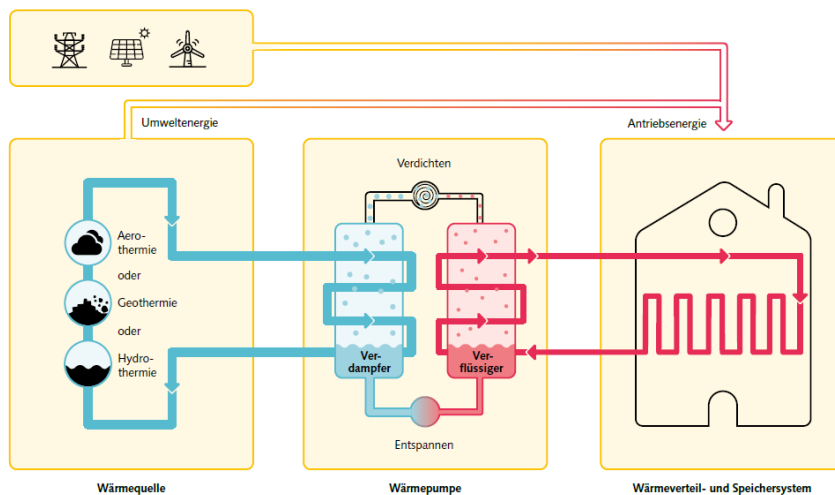 Umweltenergie
Antriebsenergie
Aero-
thermie
oder
Geothermie
oder
Hydro-
thermie
Verdichten
Ver-
dampfer
Ver-
flüssiger
Entspannen
Wärmequelle
Wärmepumpe
Wärmeverteil- und Speichersystem